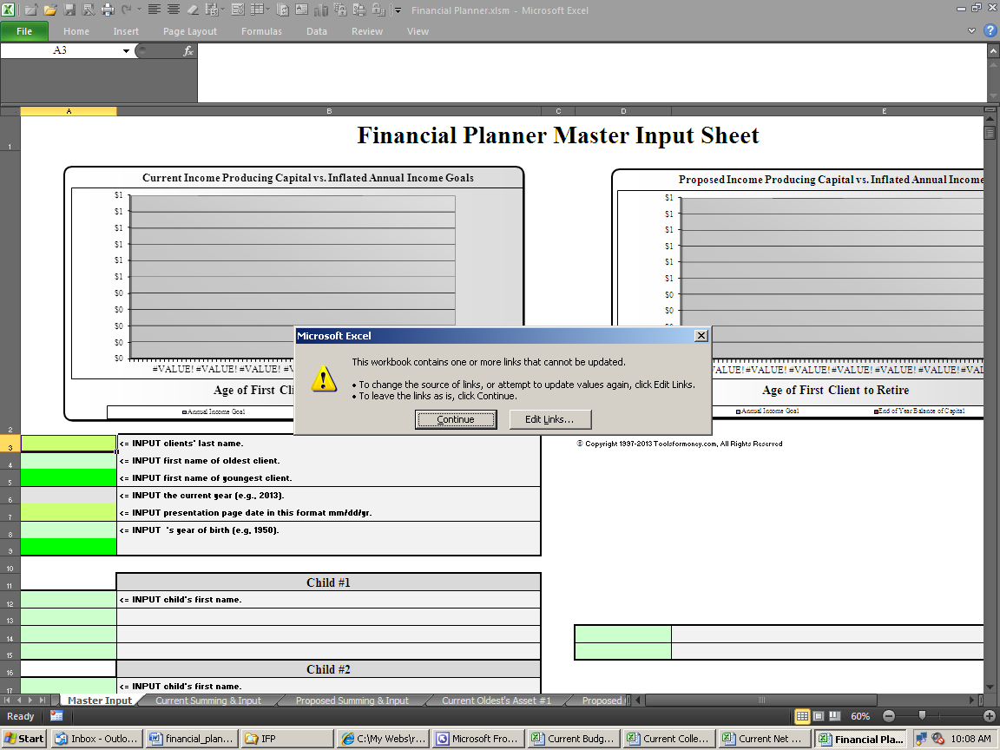 Financial Planner.xlsm - Microsoft Excel
File Home Insert Page Layout Formulas Data Review View
A3 fx
A B C D E
1 Financial Planner Master Input Sheet
Current Income Producing Capital vs. Inflated Annual Income Goals
$1
$1
$1
$1
$1
$1
$0
$0
$0
$0
$0
#VALUE! #VALUE! #VALUE!
Age of First Cli
Annual Income Goal
Proposed Income Producing Capital vs. Inflated Annual Income
$1
$1
$1
$1
$1
$1
$0
$0
VALUE! #VALUE! #VALUE! #VALUE! #VALUE! #VAL
Age of First Client to Retire
Annual Income Goal End of Year Balance of Capital
Microsoft Excel
This workbook contains one or more links that cannot be updated.
• To change the source of links, or attempt to update values again, click Edit Links.
• To leave the links as is, click Continue.
Continue Edit Links...
2
3 <= INPUT clients' last name.
© Copyright 1997-2013 Toolsformoney.com, All Rights Reserved
4 <= INPUT first name of oldest client.
5 <= INPUT first name of youngest client.
6 <= INPUT the current year (e.g., 2013).
7 <= INPUT presentation page date in this format mm/dd/yr.
8 <= INPUT 's year of birth (e.g, 1950).
9
10
11 Child #1
12 <= INPUT child's first name.
13
14
15
16 Child #2
17 <= INPUT child's first name.
Master Input Current Summing & Input Proposed Summing & Input Current Oldest's Asset #1 Proposed
Ready 60%
Start Inbox - Outlo... financial_plan... IFP C:\My Webs\r... Microsoft Fro... Current Budg... Current Colle... Current Net ... Financial Pla... 10:08 AM